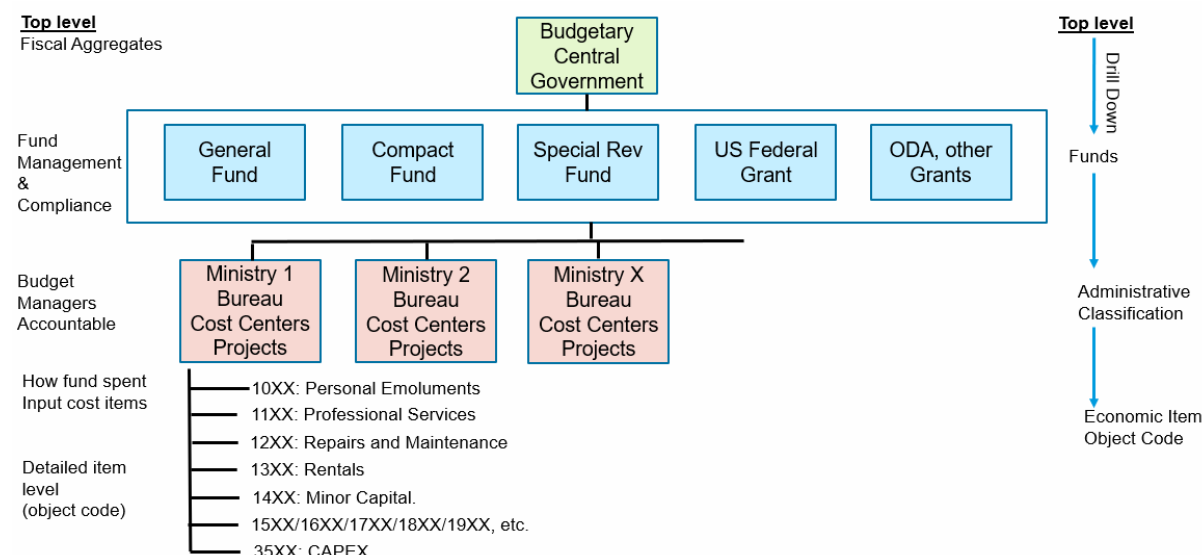 Top level
Fiscal Aggregates
Budgetary
Central
Government
Top level
Drill Down
Fund
Management
&
Compliance
General
Fund
Compact
Fund
Special Rev
Fund
US Federal
Grant
ODA, other
Grants
Funds
Budget
Managers
Accountable
Ministry 1
Bureau
Cost Centers
Projects
Ministry 2
Bureau
Cost Centers
Projects
Ministry X
Bureau
Cost Centers
Projects
Administrative
Classification
How fund spent
Input cost items
Detailed item
level
(object code)
10XX: Personal Emoluments
11XX: Professional Services
12XX: Repairs and Maintenance
13XX: Rentals
14XX: Minor Capital.
15XX/16XX/17XX/18XX/19XX, etc.
35XX: CAPEX
Economic Item
Object Code